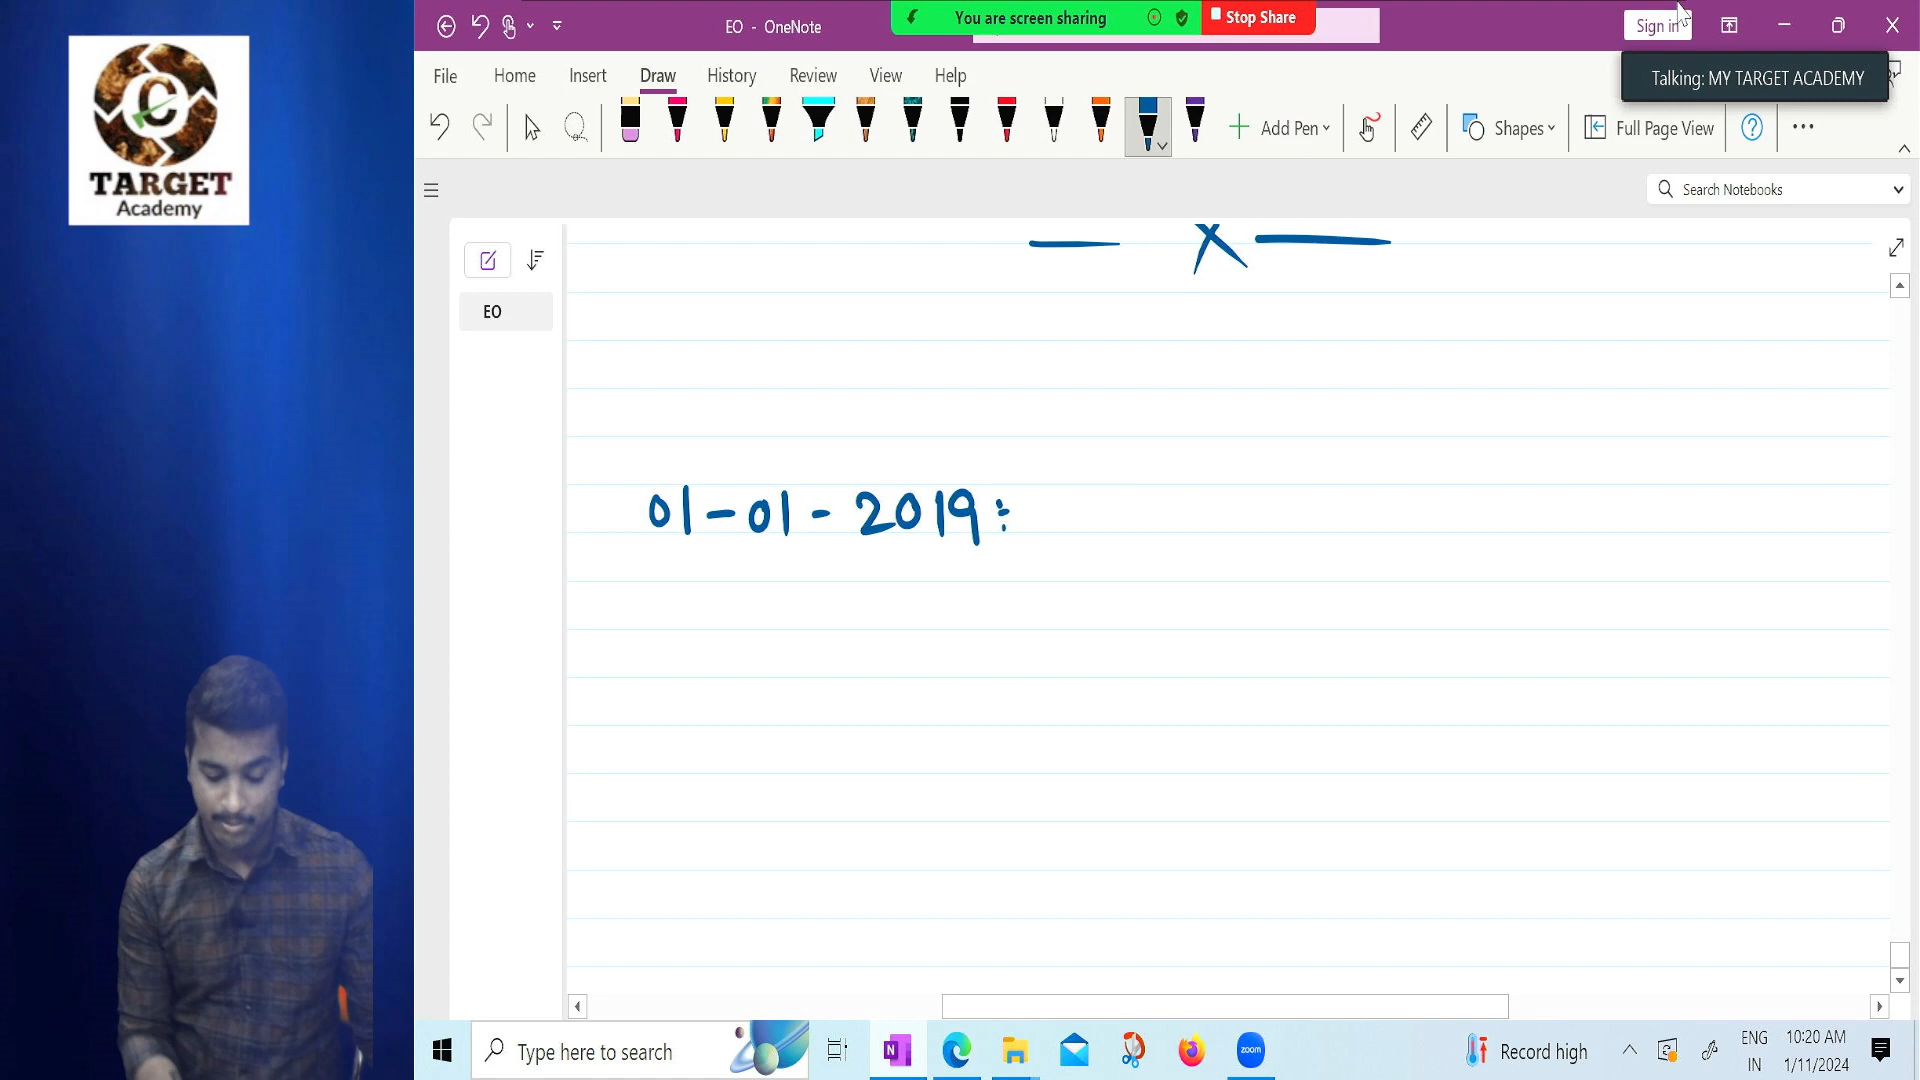 TARGET
Academy
EO - OneNote
You are screen sharing
Stop Share
Sign in
Talking: MY TARGET ACADEMY
File Home Insert Draw History Review View Help
Add Pen
Shapes
Full Page View
Search Notebooks
EO
X
01-01-2019:
Type here to search
zoom
Record high
ENG
IN
10:20 AM
1/11/2024